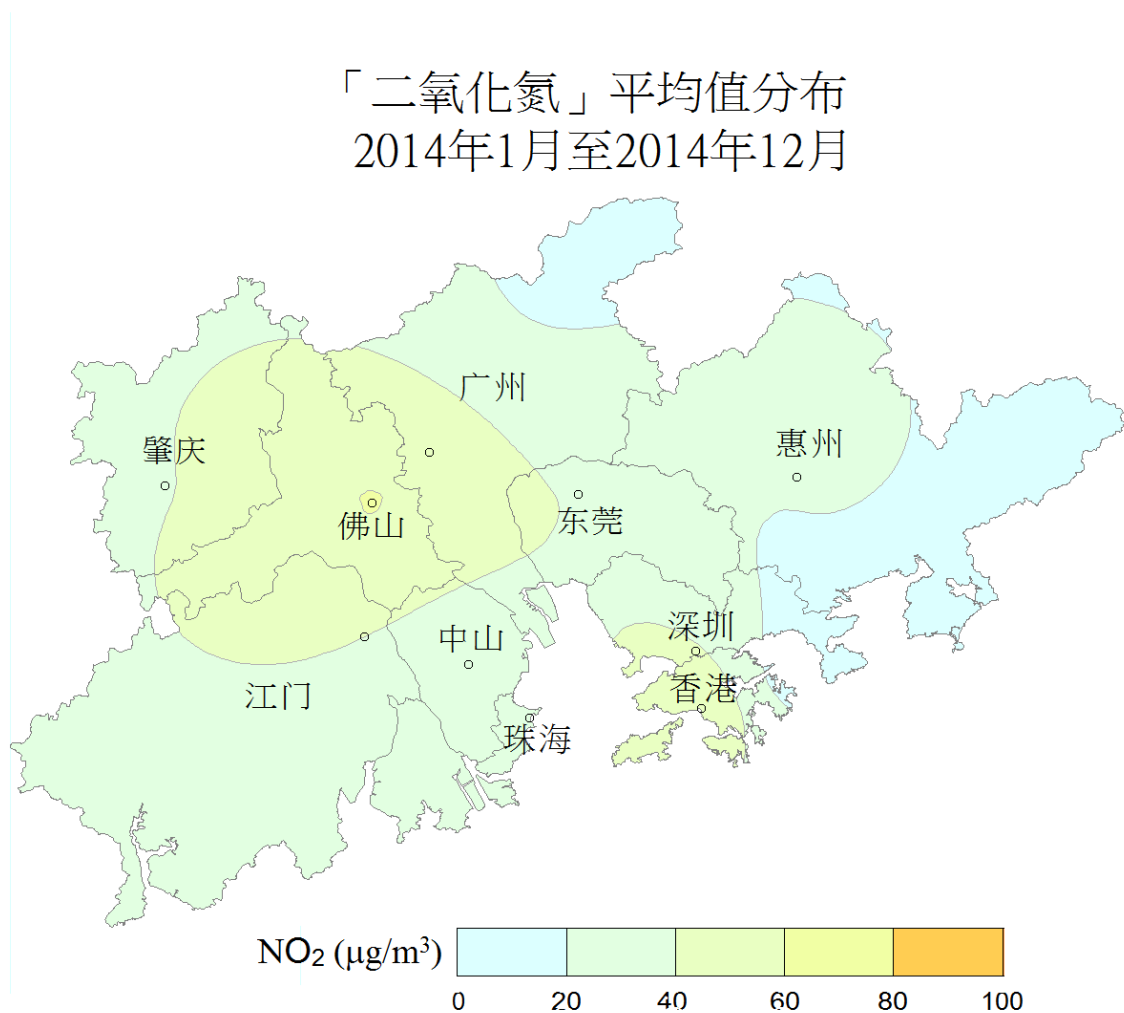 「二氧化氮」平均值分布
2014年1月至2014年12月
广州
肇庆
惠州
佛山
东莞
深圳
中山
香港
江门
珠海
NO₂ (μg/m³)
0 20 40 60 80 100